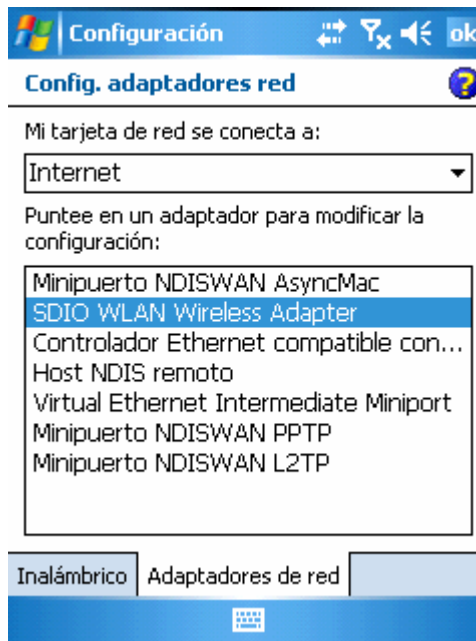 Configuración
ok
Config. adaptadores red
?
Mi tarjeta de red se conecta a:
Internet
Puntee en un adaptador para modificar la
configuración:
Minipuerto NDISWAN AsyncMac
SDIO WLAN Wireless Adapter
Controlador Ethernet compatible con...
Host NDIS remoto
Virtual Ethernet Intermediate Miniport
Minipuerto NDISWAN PPTP
Minipuerto NDISWAN L2TP
Inalámbrico
Adaptadores de red